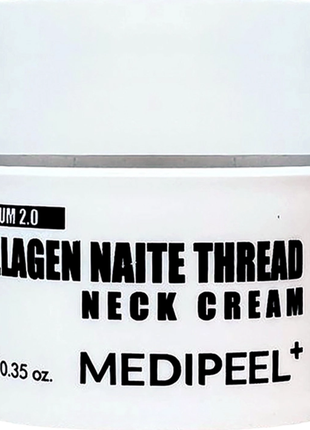 UM 2.0
LAGEN NAITE THREAD
NECK CREAM
0.35 oz. MEDIPEEL+